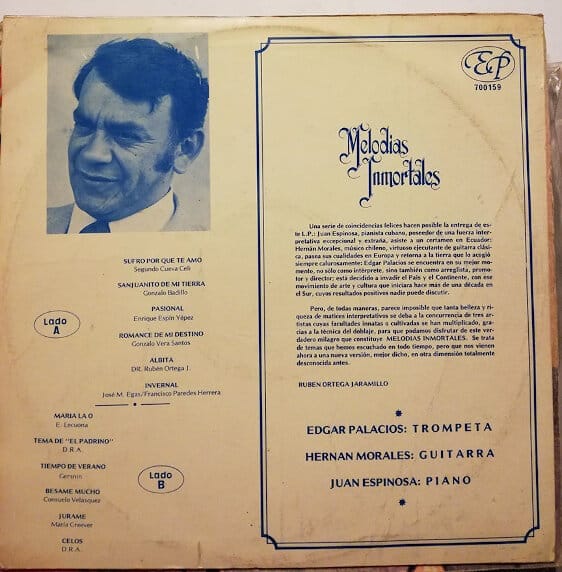 EP
700159
Melodias
Inmortales
Una serie de coincidencias felices hacen posible la entrega de es-
te L.P.: Juan Espinosa, pianista cubano, poseedor de una fuerza inter-
pretativa excepcional y extraña, asiste a un certamen en Ecuador:
Hernán Morales, músico chileno, virtuoso ejecutante de guitarra clási-
ca, pasea sus cualidades en Europa y retorna a la tierra que lo acogió
siempre calurosamente: Edgar Palacios se encuentra en su mejor mo-
mento, no sólo como intérprete, sino también como arreglista, promo-
tor y director; está decidido a invadir el País y el Continente, con ese
movimiento de arte y cultura que iniciara hace más de una década en
el Sur, cuyos resultados positivos nadie puede discutir.
Pero, de todas maneras, parece imposible que tanta belleza y ri-
queza de matices interpretativos se deba a la concurrencia de tres ar-
tistas cuyas facultades innatas o cultivadas se han multiplicado, gra-
cias a la técnica del doblaje, para que podamos disfrutar de este ver-
dadero milagro que constituye MELODIAS INMORTALES. Se trata
de temas que hemos escuchado en todo tiempo, pero que nos vienen
ahora a una nueva versión, mejor dicho, en otra dimensión totalmente
desconocida antes.
RUBEN ORTEGA JARAMILLO
EDGAR PALACIOS: TROMPETA
HERNAN MORALES: GUITARRA
JUAN ESPINOSA: PIANO
Lado
A
SUFRO POR QUE TE AMO
Segundo Cueva Celi
SANJUANITO DE MI TIERRA
Gonzalo Badillo
PASIONAL
Enrique Espín Yépez
ROMANCE DE MI DESTINO
Gonzalo Vera Santos
ALBITA
DR. Rubén Ortega J.
INVERNAL
José M. Egas/Francisco Paredes Herrera
Lado
B
MARIA LA O
E. Lecuona
TEMA DE "EL PADRINO"
D.R.A.
TIEMPO DE VERANO
Gersnin
BESAME MUCHO
Consuelo Velasquez
JURAME
María Greever
CELOS
D.R.A.